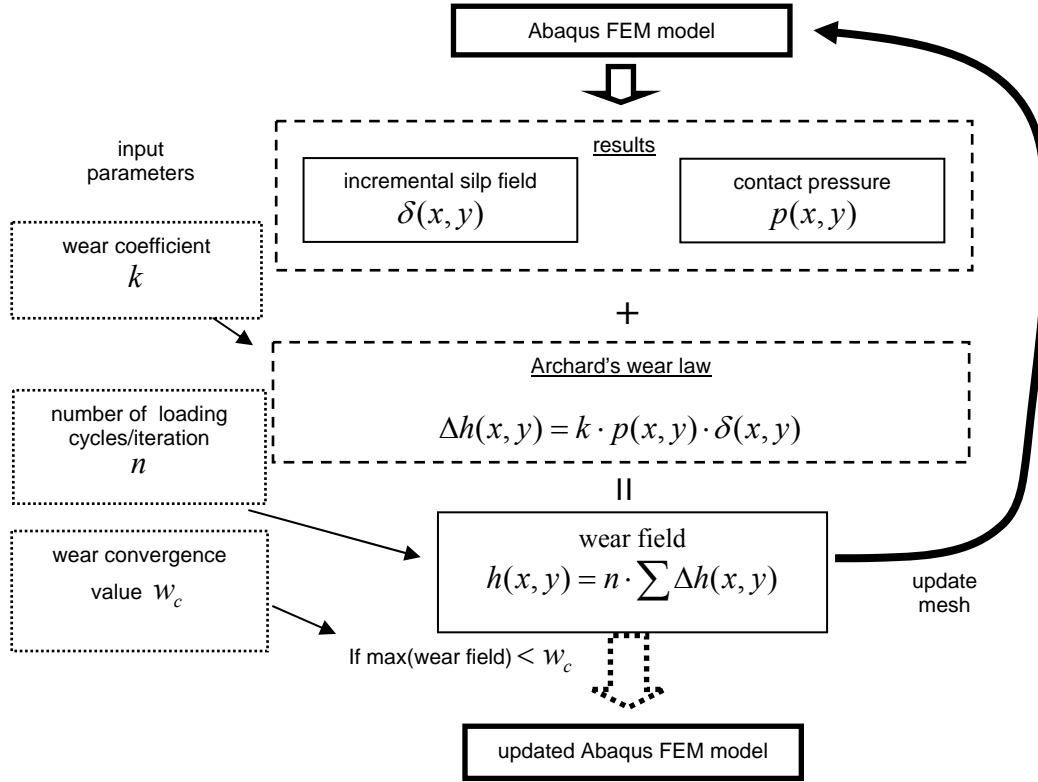 Abaqus FEM model
results
input
parameters
incremental silp field
δ(x, y)
contact pressure
p(x, y)
wear coefficient
k
+
Archard's wear law
Δh(x, y) = k · p(x, y) · δ(x, y)
number of loading
cycles/iteration
n
=
wear field
h(x, y) = n · ∑ Δh(x, y)
wear convergence
value w_c
update
mesh
If max(wear field) < w_c
updated Abaqus FEM model